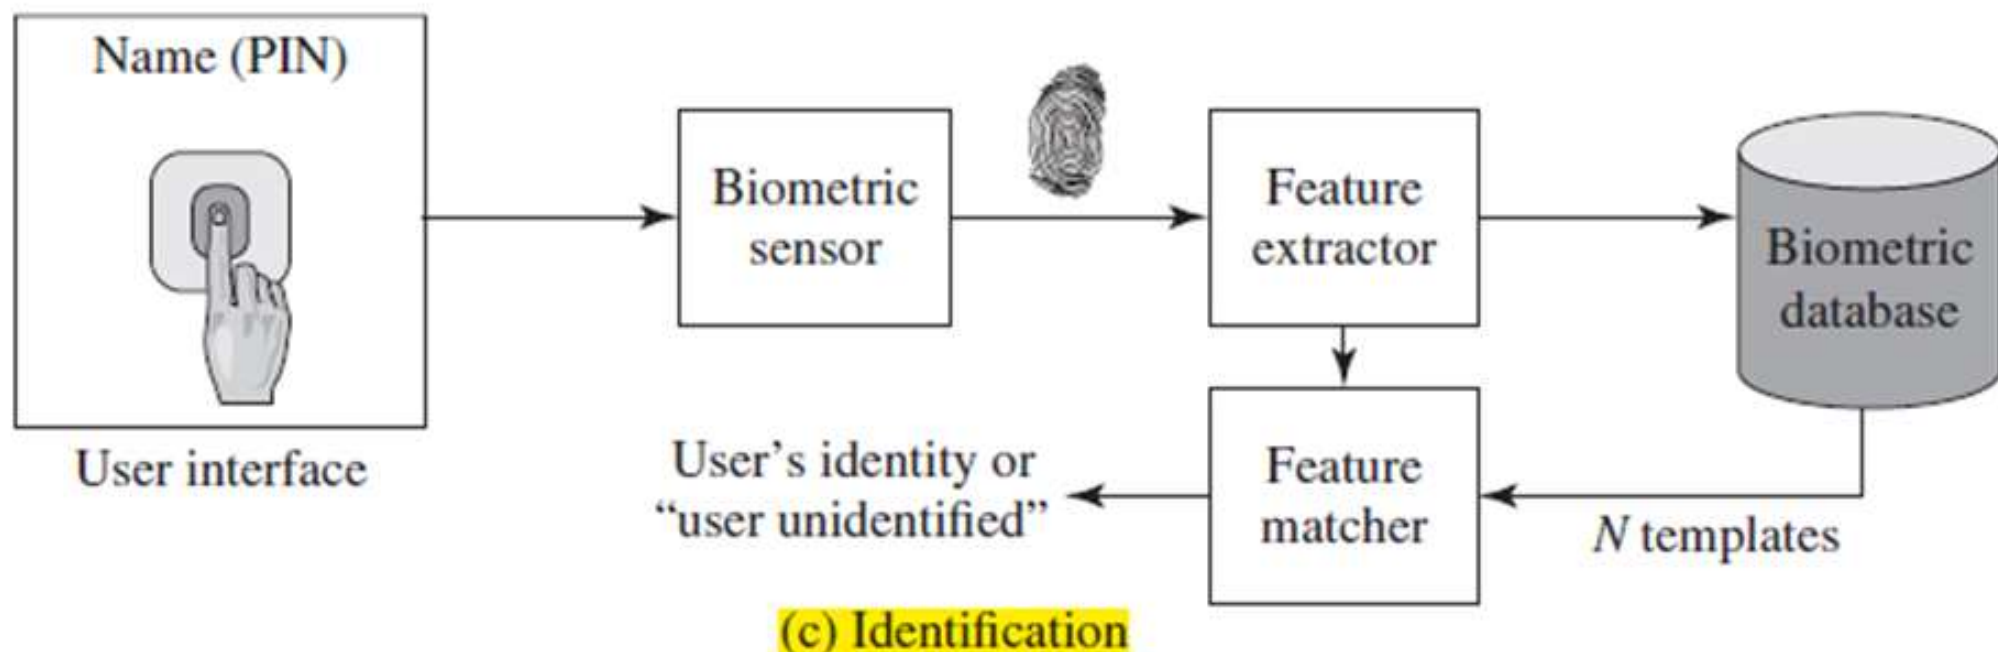 Name (PIN)
User interface
Biometric
sensor
Feature
extractor
Biometric
database
Feature
matcher
N templates
User’s identity or
“user unidentified”
(c) Identification